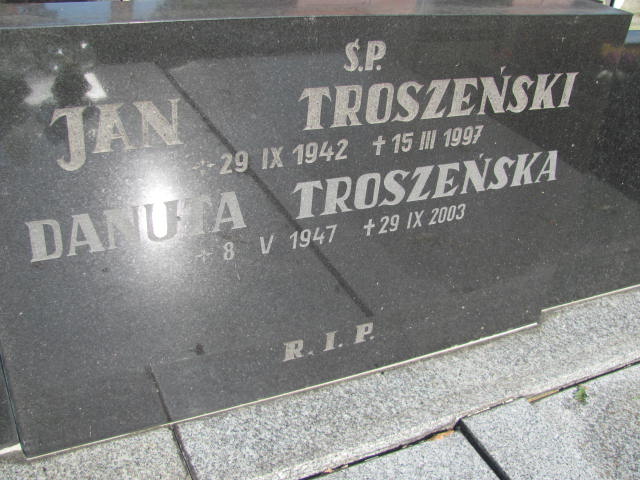 Ś.P.
JAN TROSZEŃSKI
÷ 29 IX 1942 † 15 III 1997
DANUTA TROSZEŃSKA
÷ 8 V 1947 † 29 IX 2003
R. I. P.